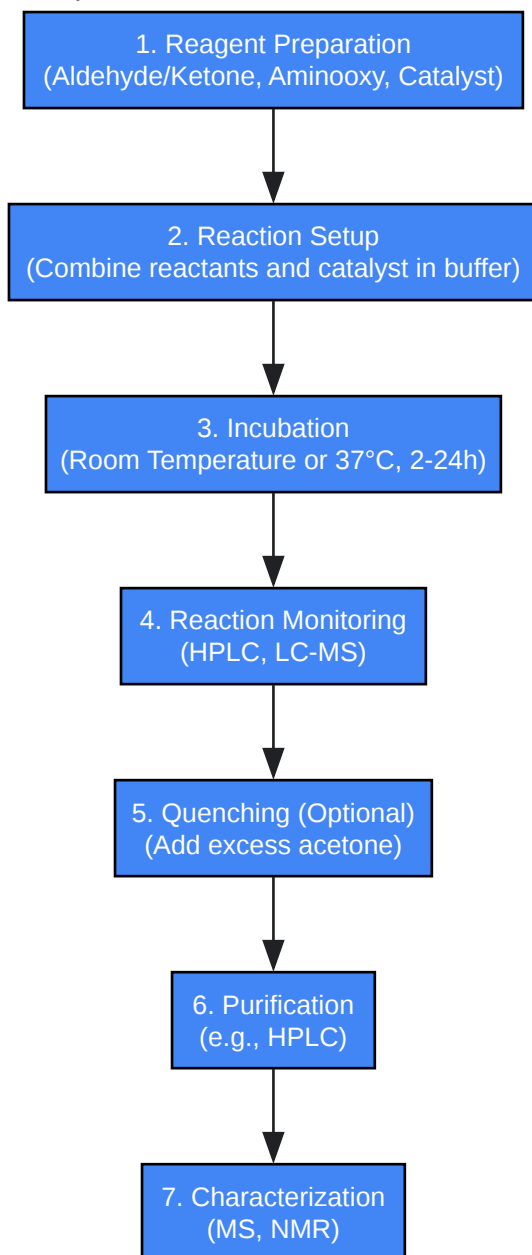 1. Reagent Preparation
(Aldehyde/Ketone, Aminooxy, Catalyst)
2. Reaction Setup
(Combine reactants and catalyst in buffer)
3. Incubation
(Room Temperature or 37°C, 2-24h)
4. Reaction Monitoring
(HPLC, LC-MS)
5. Quenching (Optional)
(Add excess acetone)
6. Purification
(e.g., HPLC)
7. Characterization
(MS, NMR)